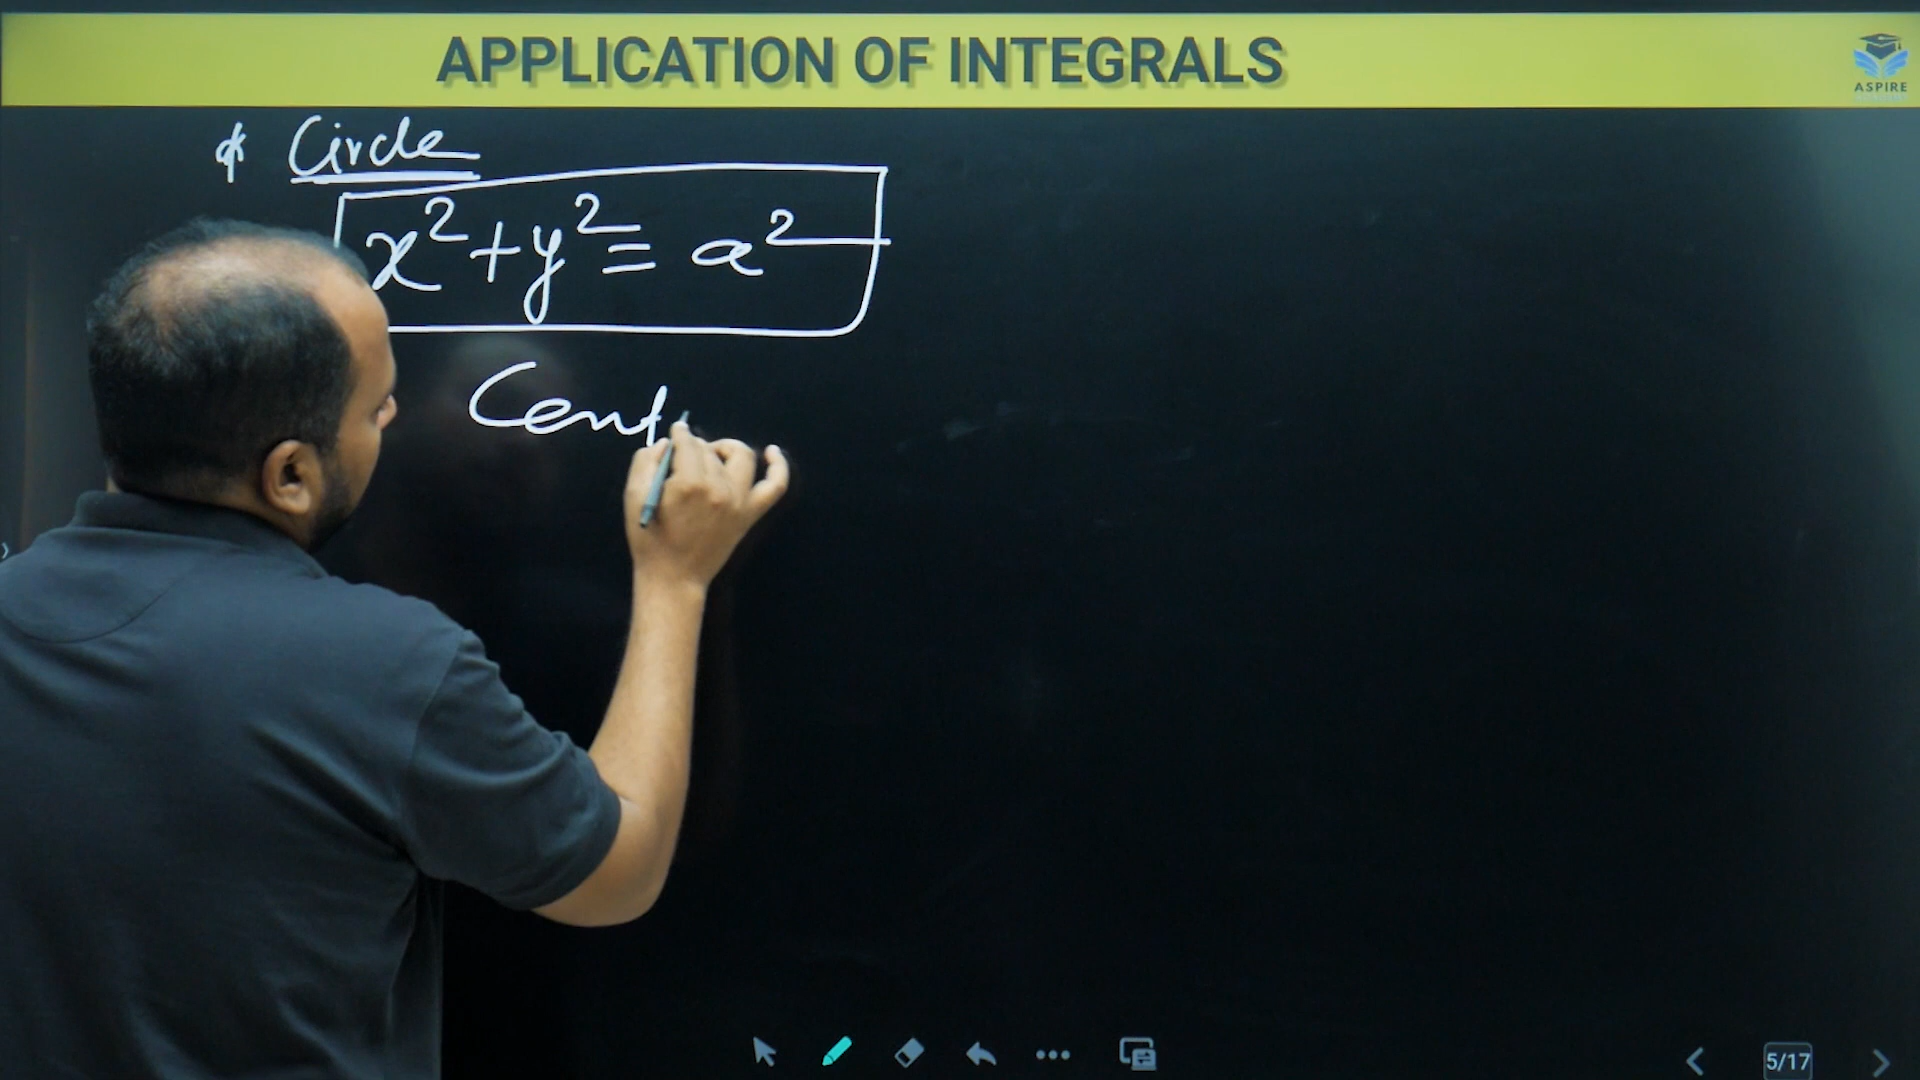 APPLICATION OF INTEGRALS
ASPIRE
* Circle
x² + y² = a²
Cent
5/17